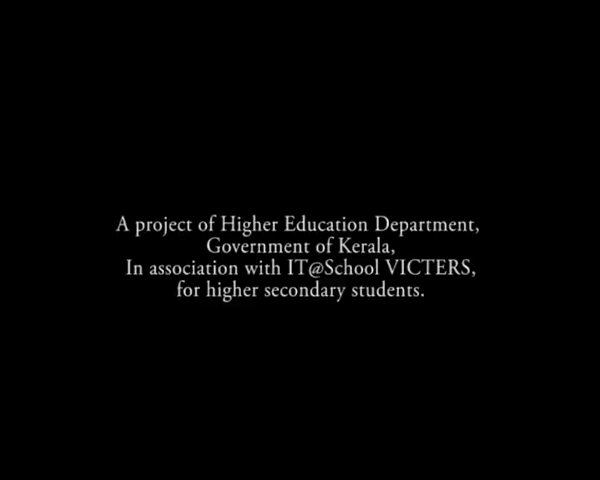 A project of Higher Education Department,
Government of Kerala,
In association with IT@School VICTERS,
for higher secondary students.